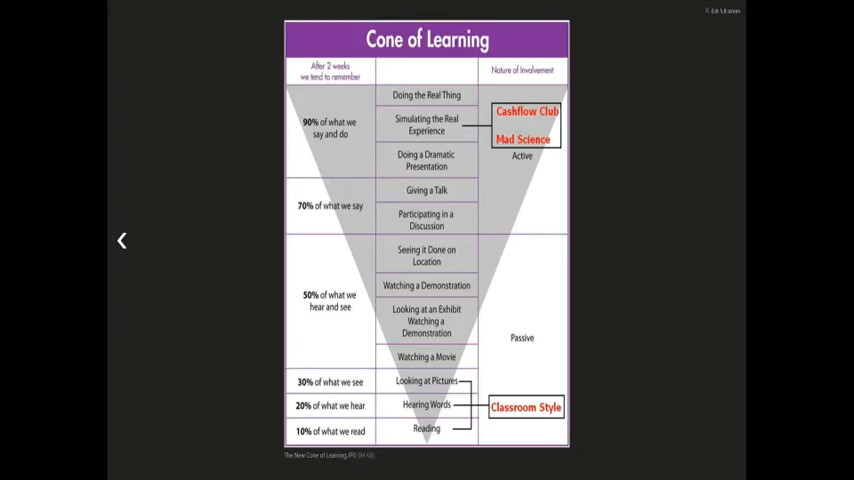 Exit full screen
Cone of Learning
After 2 weeks
we tend to remember
Nature of Involvement
Doing the Real Thing
90% of what we
say and do
Simulating the Real
Experience
Cashflow Club
Mad Science
Doing a Dramatic
Presentation
Active
Giving a Talk
70% of what we say
Participating in a
Discussion
Seeing it Done on
Location
Watching a Demonstration
50% of what we
hear and see
Looking at an Exhibit
Watching a
Demonstration
Passive
Watching a Movie
30% of what we see
Looking at Pictures
20% of what we hear
Hearing Words
Classroom Style
10% of what we read
Reading
The New Cone of Learning.JPG (94 KB)